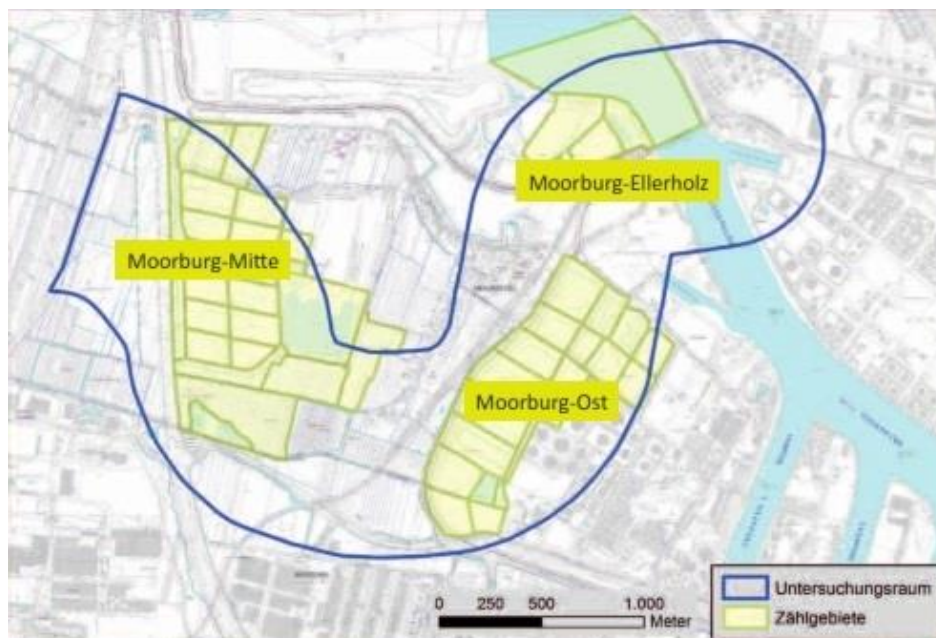 Moorburg-Ellerholz
Moorburg-Mitte
Moorburg-Ost
0 250 500 1.000
Meter
Untersuchungsraum
Zählgebiete